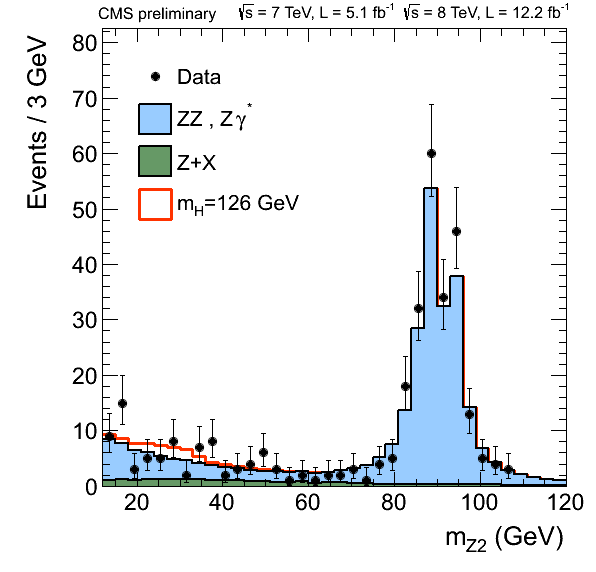 CMS preliminary √s = 7 TeV, L = 5.1 fb⁻¹ √s = 8 TeV, L = 12.2 fb⁻¹
Events / 3 GeV
80
70
60
50
40
30
20
10
0
Data
ZZ , Zγ*
Z+X
m_H=126 GeV
20 40 60 80 100 120
m_Z2 (GeV)